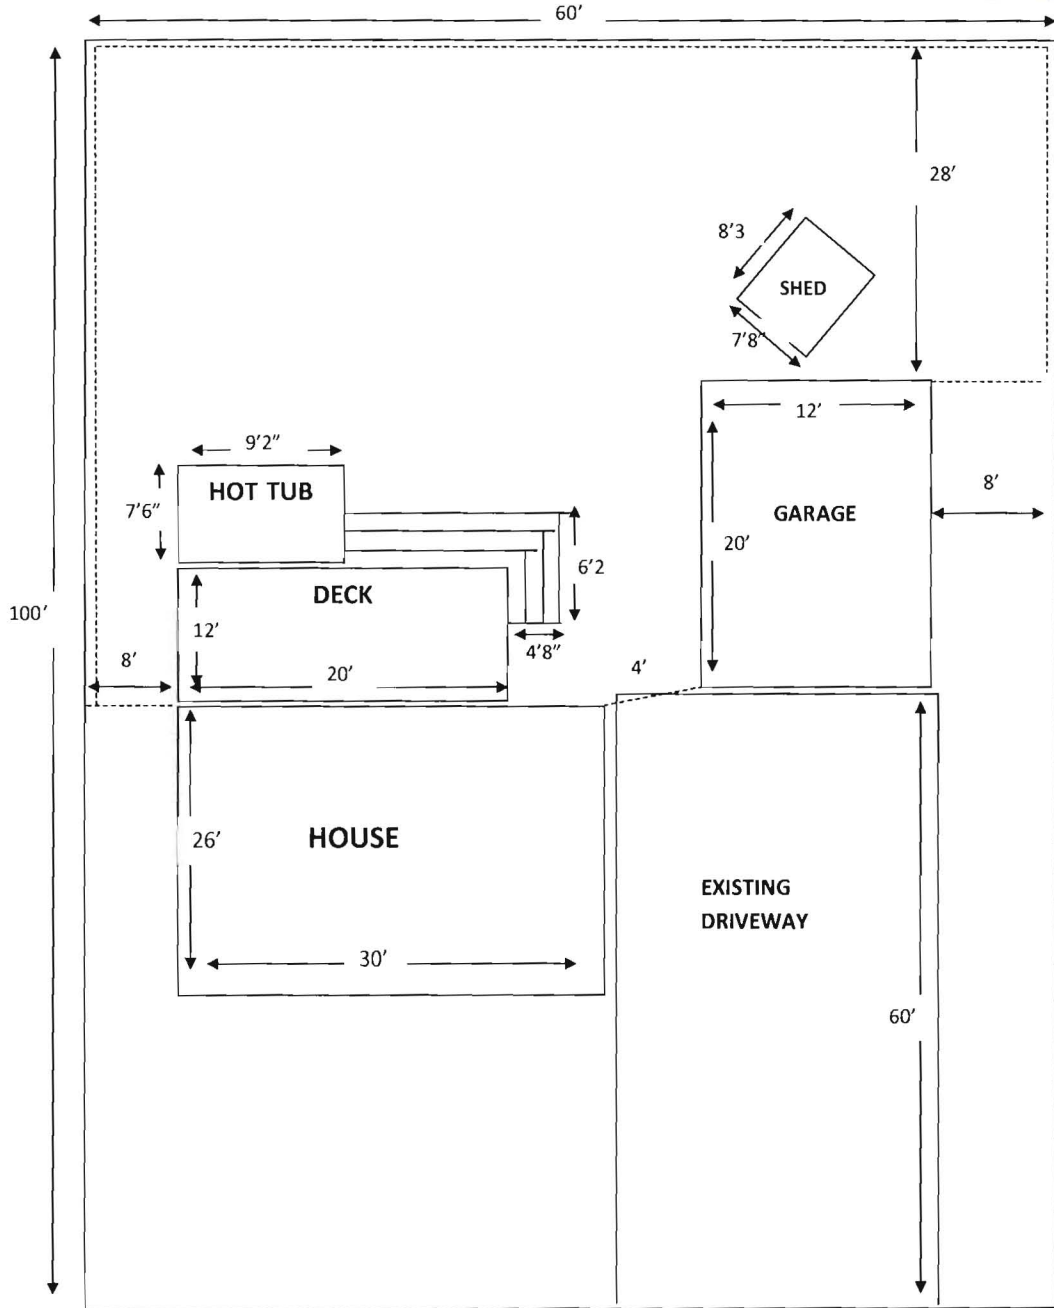 60′
28′
8′3
SHED
7′8″
12′
9′2″
HOT TUB
7′6″
8′
GARAGE
20′
6′2
DECK
100′
12′
4′8″
8′
20′
4′
26′
HOUSE
EXISTING
DRIVEWAY
30′
60′